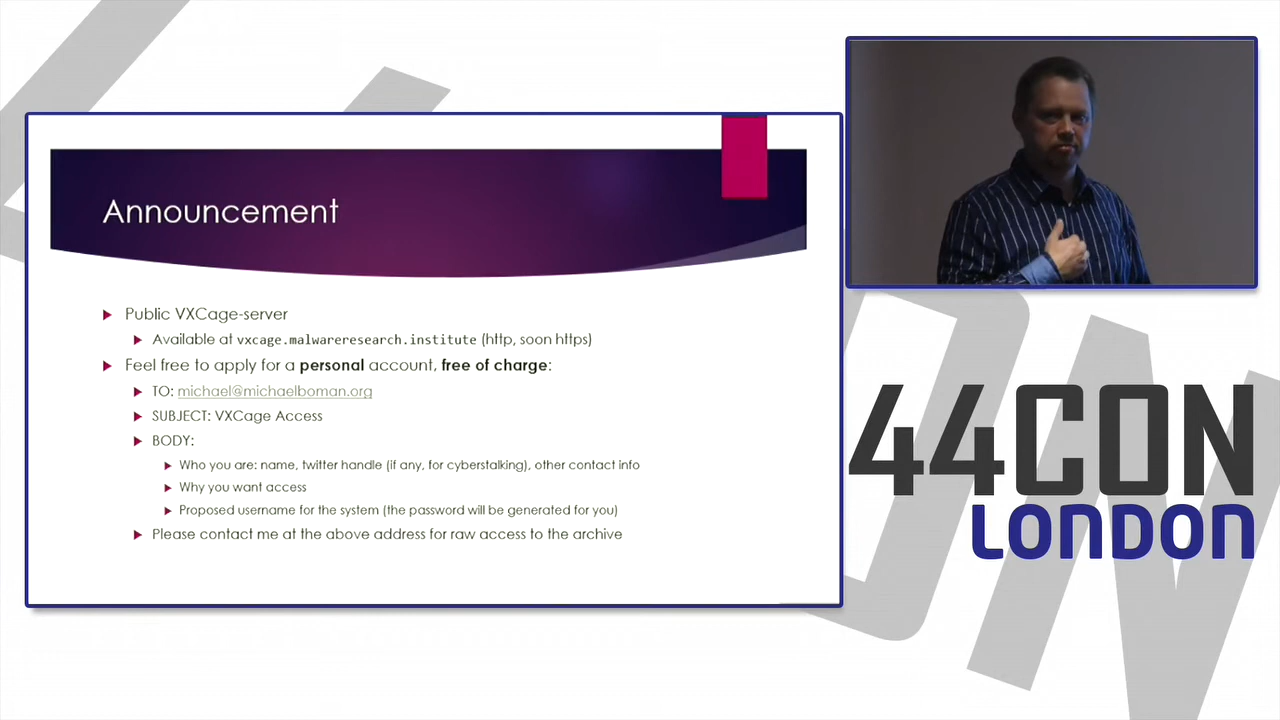 Announcement
Public VXCage-server
Available at vxcage.malwareresearch.institute (http, soon https)
Feel free to apply for a personal account, free of charge:
TO: michael@michaelboman.org
SUBJECT: VXCage Access
BODY:
Who you are: name, twitter handle (if any, for cyberstalking), other contact info
Why you want access
Proposed username for the system (the password will be generated for you)
Please contact me at the above address for raw access to the archive
44CON
LONDON